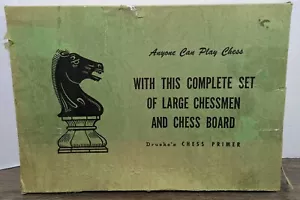 Anyone Can Play Chess
WITH THIS COMPLETE SET
OF LARGE CHESSMEN
AND CHESS BOARD
Drueke's CHESS PRIMER